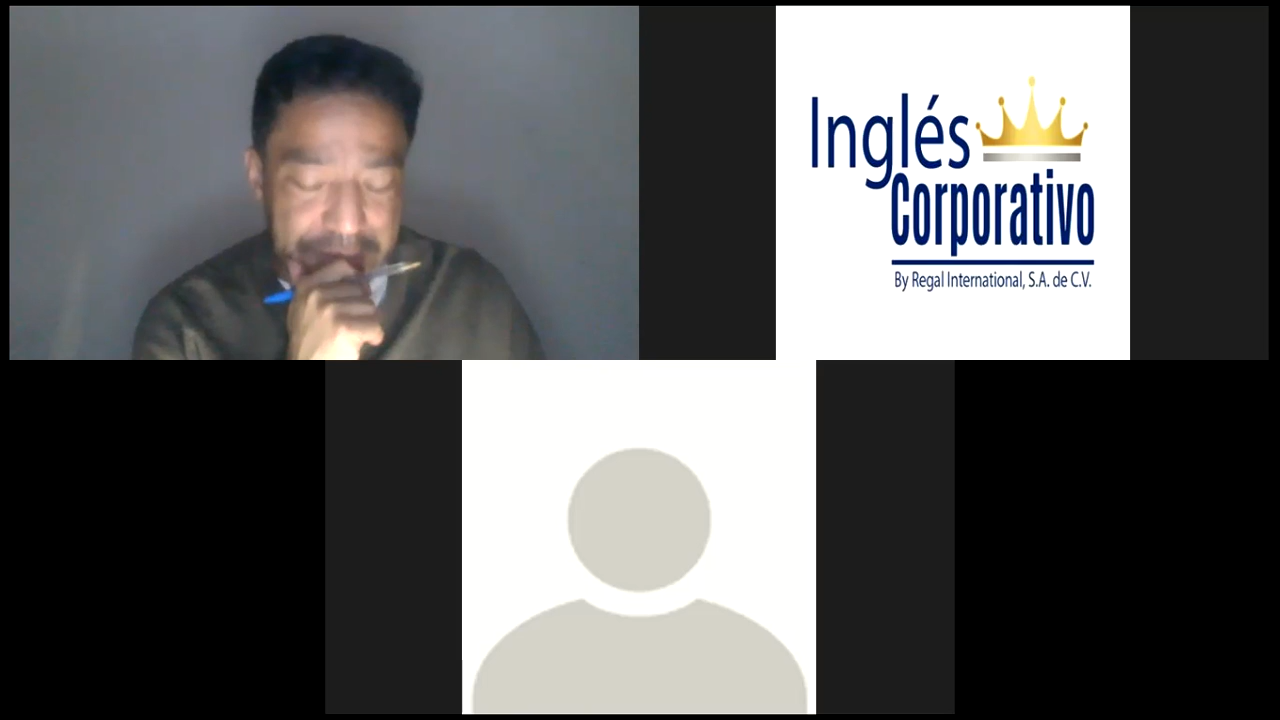 Inglés
Corporativo
By Regal International, S.A. de C.V.